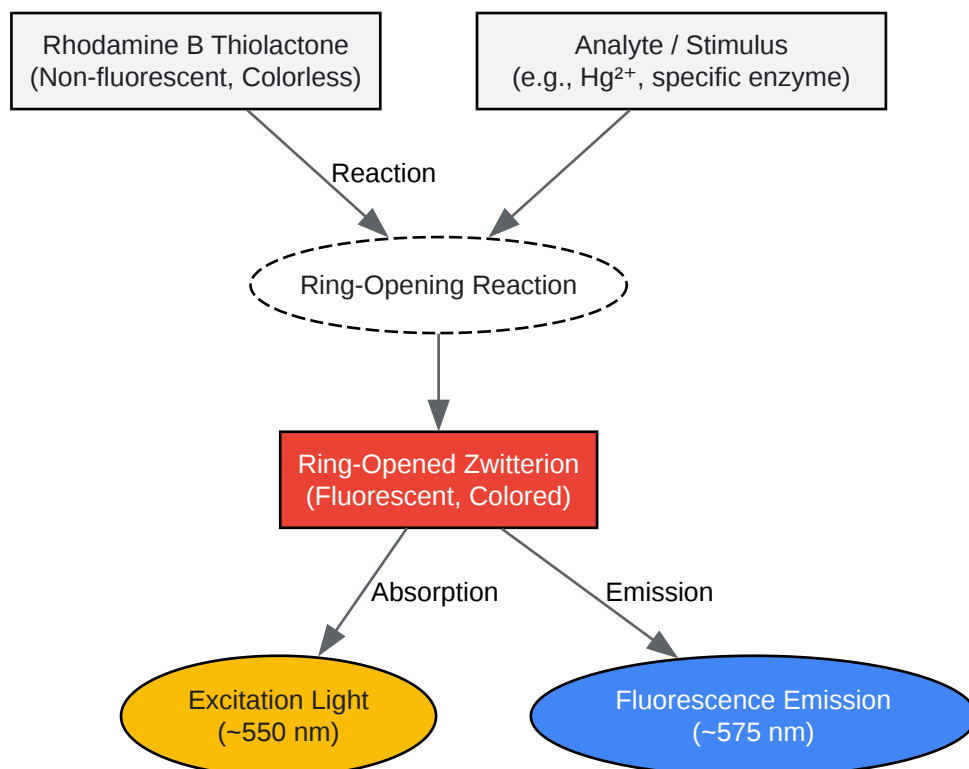 Rhodamine B Thiolactone
(Non-fluorescent, Colorless)
Analyte / Stimulus
(e.g., Hg²⁺, specific enzyme)
Reaction
Ring-Opening Reaction
Ring-Opened Zwitterion
(Fluorescent, Colored)
Absorption
Emission
Excitation Light
(~550 nm)
Fluorescence Emission
(~575 nm)